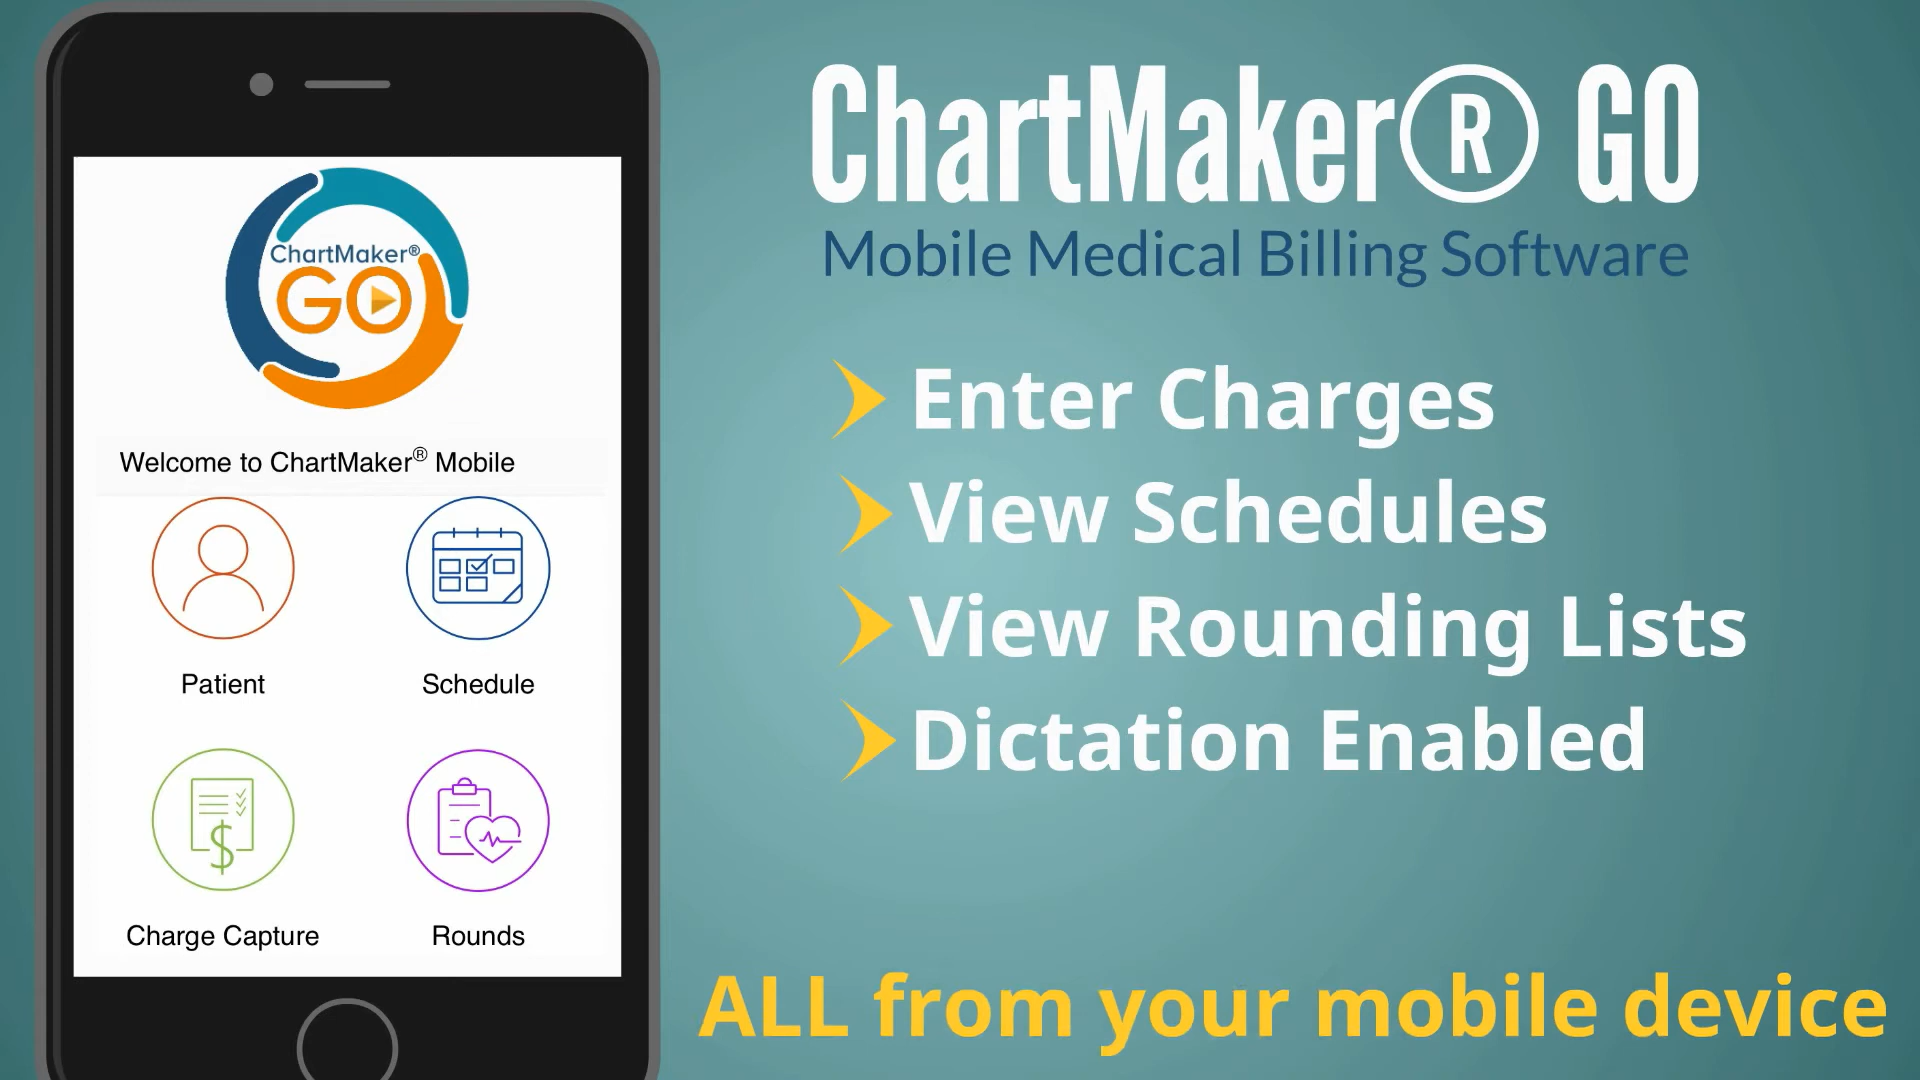 ChartMaker®
GO
Welcome to ChartMaker® Mobile
Patient
Schedule
Charge Capture
Rounds
ChartMaker® GO
Mobile Medical Billing Software
Enter Charges
View Schedules
View Rounding Lists
Dictation Enabled
ALL from your mobile device